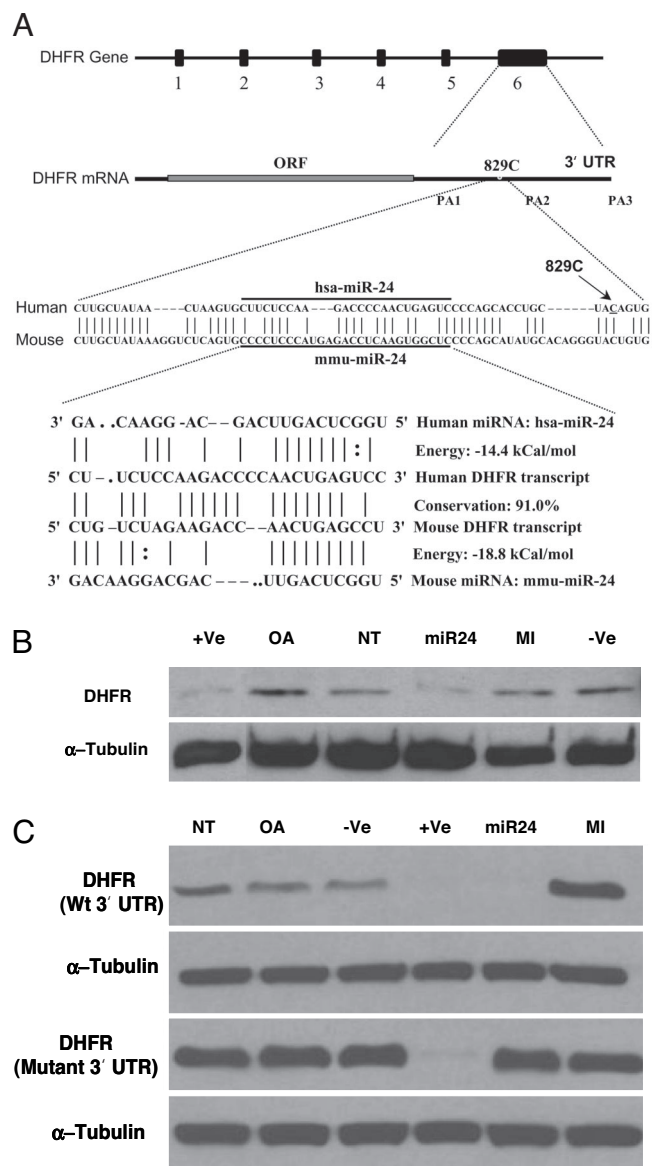 A
DHFR Gene
1 2 3 4 5 6
ORF 829C 3′ UTR
DHFR mRNA
PA1 PA2 PA3
829C
hsa-miR-24
Human CUUGCUAUAA----CUAAGUGCUUCUCCAA---GACCCCAACUGAGUCCCCAGCACCUGC------UACAGUG
Mouse CUUGCUAUAAAGGUCUCAGUGCCCCUCCCAUGAGACCUCAAGUGGCUCCCCAGCAUAUGCACAGGGUACUGUG
mmu-miR-24
3' GA..CAAGG-AC--GACUUGACUCGGU 5' Human miRNA: hsa-miR-24
Energy: -14.4 kCal/mol
5' CU-.UCUCCAAGACCCCAACUGAGUCC 3' Human DHFR transcript
Conservation: 91.0%
5' CUG-UCUAGAAGACC--AACUGAGCCU 3' Mouse DHFR transcript
Energy: -18.8 kCal/mol
3' GACAAGGACGAC---..UUGACUCGGU 5' Mouse miRNA: mmu-miR-24
B
+Ve OA NT miR24 MI -Ve
DHFR
α–Tubulin
C
NT OA -Ve +Ve miR24 MI
DHFR
(Wt 3′ UTR)
α–Tubulin
DHFR
(Mutant 3′ UTR)
α–Tubulin